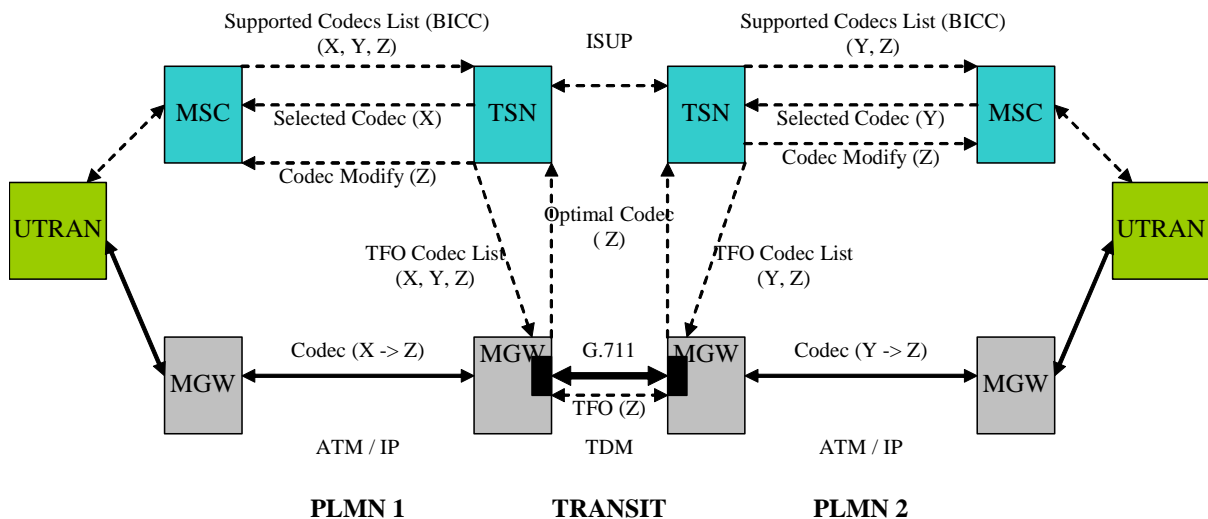 Supported Codecs List (BICC)
(X, Y, Z)
ISUP
Supported Codecs List (BICC)
(Y, Z)
MSC
Selected Codec (X)
TSN
TSN
Selected Codec (Y)
MSC
Codec Modify (Z)
Codec Modify (Z)
UTRAN
Optimal Codec
( Z)
UTRAN
TFO Codec List
(X, Y, Z)
TFO Codec List
(Y, Z)
MGW
Codec (X -> Z)
MGW
G.711
MGW
Codec (Y -> Z)
MGW
TFO (Z)
ATM / IP
TDM
ATM / IP
PLMN 1
TRANSIT
PLMN 2